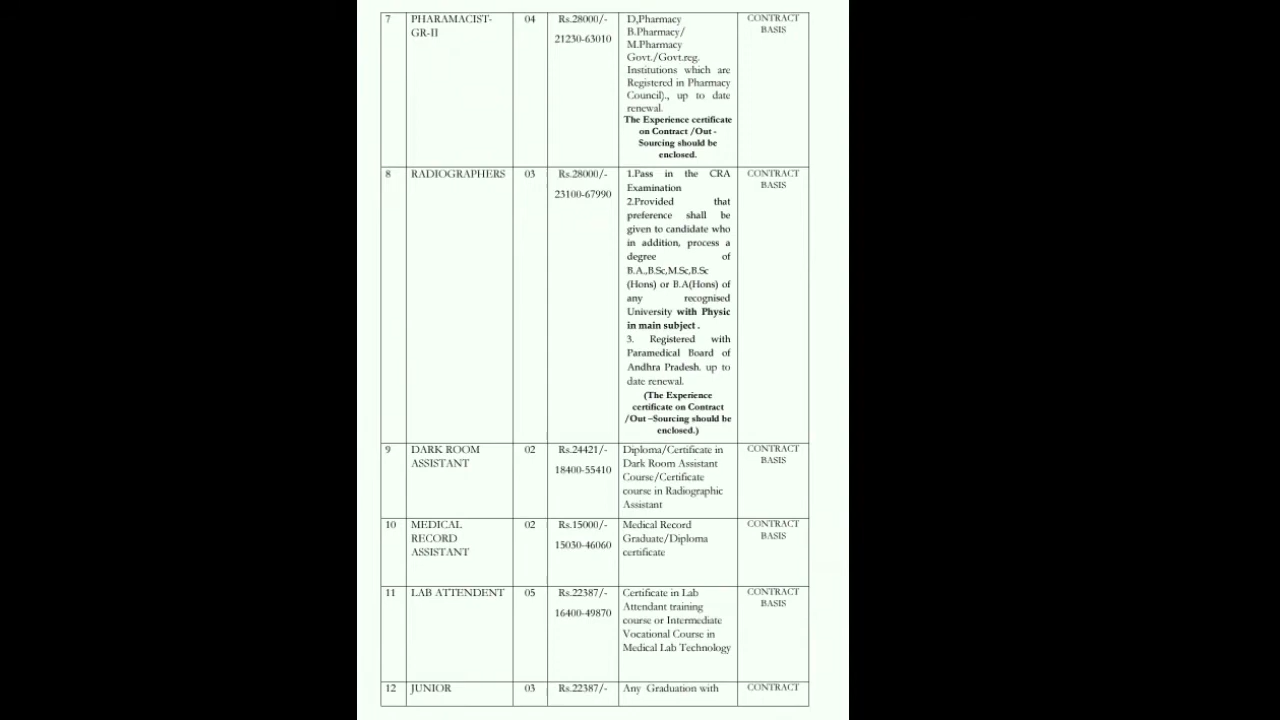 7 PHARAMACIST- 04 Rs.28000/- D,Pharmacy CONTRACT
GR-II 21230-63010 B.Pharmacy/ BASIS
M.Pharmacy
Govt./Govt.reg.
Institutions which are
Registered in Pharmacy
Council)., up to date
renewal.
The Experience certificate
on Contract /Out -
Sourcing should be
enclosed.
8 RADIOGRAPHERS 03 Rs.28000/- 1.Pass in the CRA CONTRACT
23100-67990 Examination BASIS
2.Provided that
preference shall be
given to candidate who
in addition, process a
degree of
B.A.,B.Sc,M.Sc,B.Sc
(Hons) or B.A(Hons) of
any recognised
University with Physic
in main subject .
3. Registered with
Paramedical Board of
Andhra Pradesh. up to
date renewal.
(The Experience
certificate on Contract
/Out –Sourcing should be
enclosed.)
9 DARK ROOM 02 Rs.24421/- Diploma/Certificate in CONTRACT
ASSISTANT 18400-55410 Dark Room Assistant BASIS
Course/Certificate
course in Radiographic
Assistant
10 MEDICAL 02 Rs.15000/- Medical Record CONTRACT
RECORD 15030-46060 Graduate/Diploma BASIS
ASSISTANT certificate
11 LAB ATTENDENT 05 Rs.22387/- Certificate in Lab CONTRACT
16400-49870 Attendant training BASIS
course or Intermediate
Vocational Course in
Medical Lab Technology
12 JUNIOR 03 Rs.22387/- Any Graduation with CONTRACT